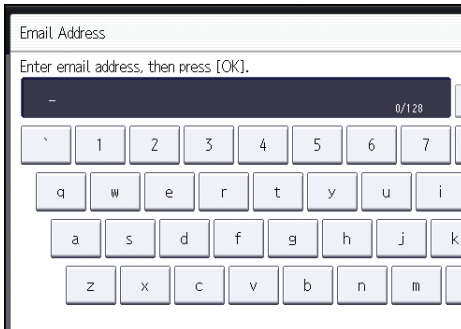 Email Address
Enter email address, then press [OK].
_
0/128
` 1 2 3 4 5 6 7
q w e r t y u i
a s d f g h j k
z x c v b n m